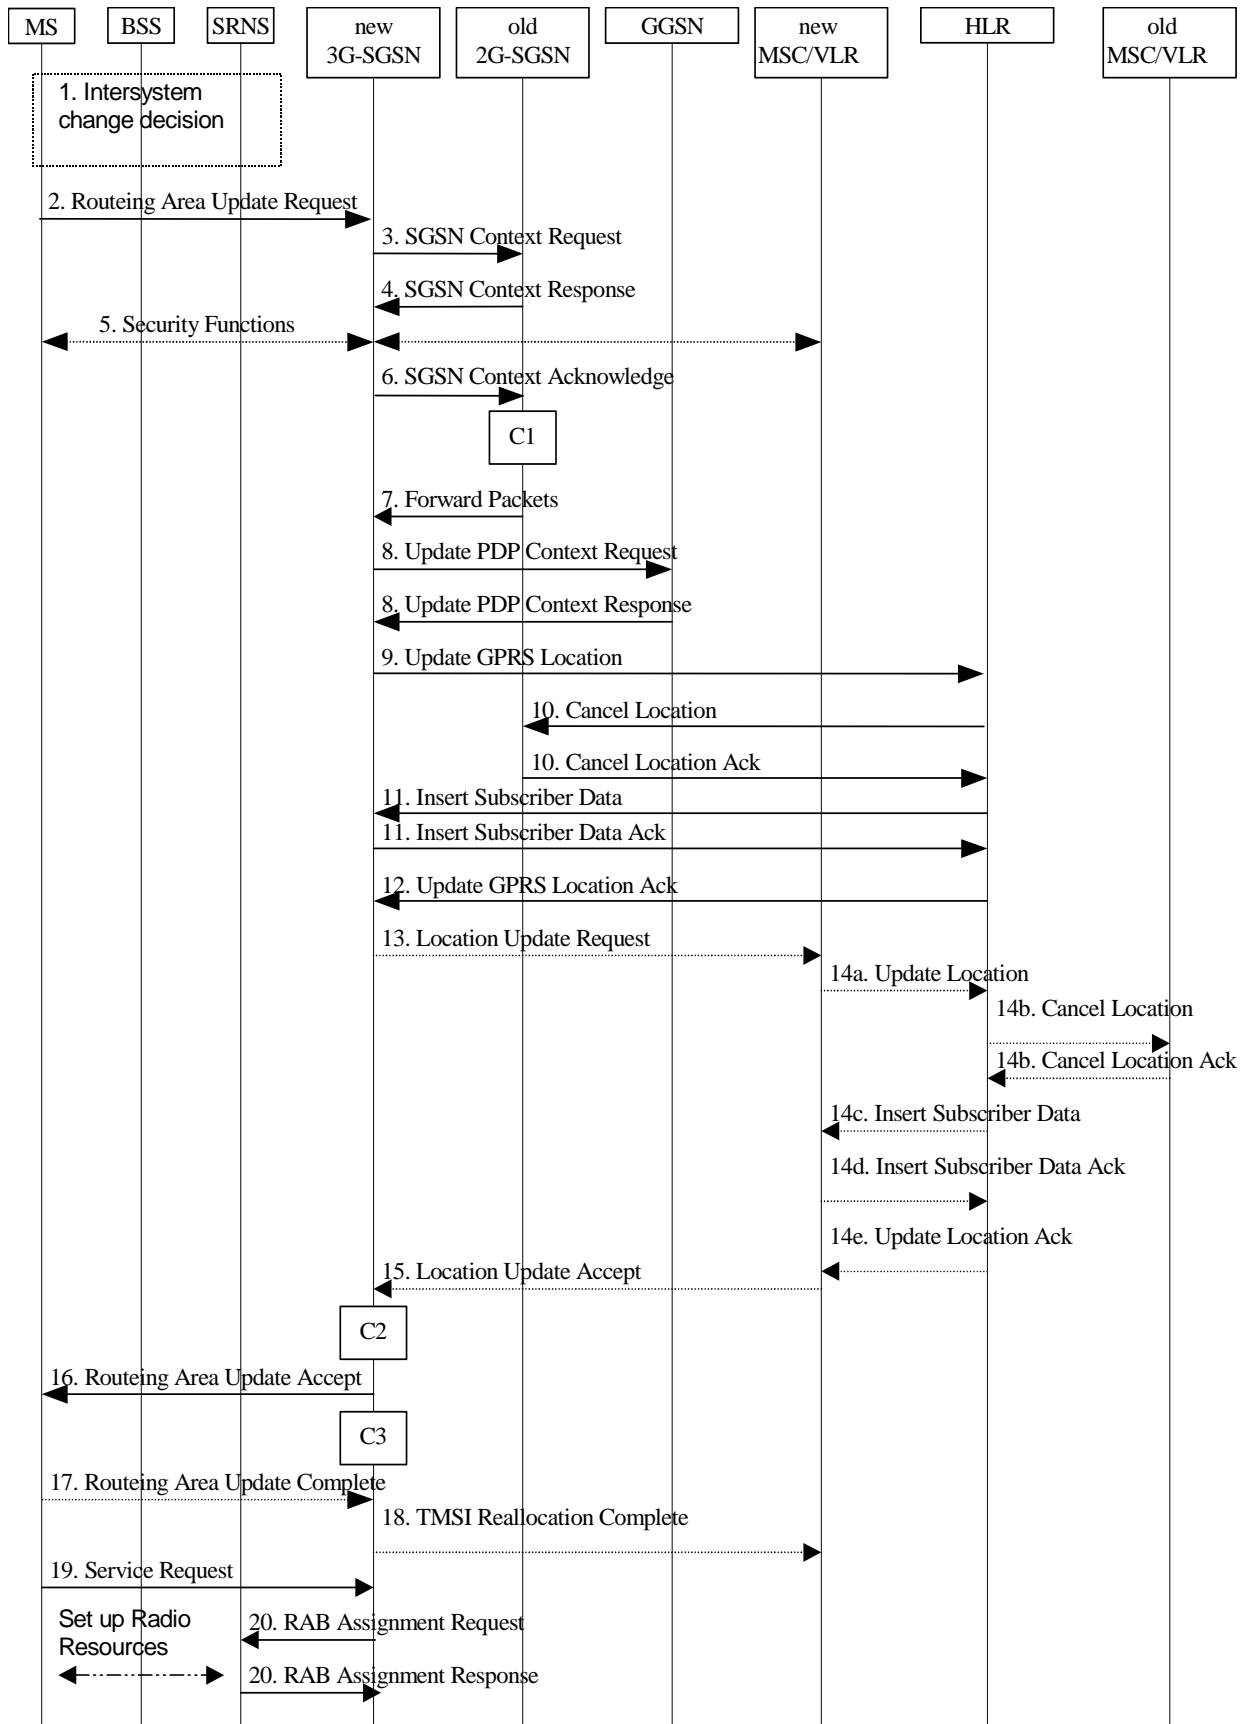 MS
BSS
SRNS
new
3G-SGSN
old
2G-SGSN
GGSN
new
MSC/VLR
HLR
old
MSC/VLR
1. Intersystem
change decision
2. Routeing Area Update Request
3. SGSN Context Request
4. SGSN Context Response
5. Security Functions
6. SGSN Context Acknowledge
C1
7. Forward Packets
8. Update PDP Context Request
8. Update PDP Context Response
9. Update GPRS Location
10. Cancel Location
10. Cancel Location Ack
11. Insert Subscriber Data
11. Insert Subscriber Data Ack
12. Update GPRS Location Ack
13. Location Update Request
14a. Update Location
14b. Cancel Location
14b. Cancel Location Ack
14c. Insert Subscriber Data
14d. Insert Subscriber Data Ack
14e. Update Location Ack
15. Location Update Accept
C2
16. Routeing Area Update Accept
C3
17. Routeing Area Update Complete
18. TMSI Reallocation Complete
19. Service Request
Set up Radio
Resources
20. RAB Assignment Request
20. RAB Assignment Response